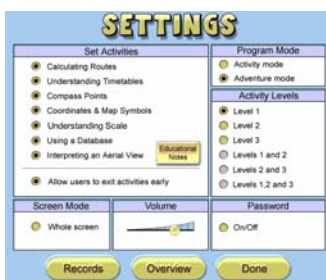 SETTINGS
Set Activities
Calculating Routes
Understanding Timetables
Compass Points
Coordinates & Map Symbols
Understanding Scale
Using a Database
Interpreting an Aerial View
Educational
Notes
Allow users to exit activities early
Program Mode
Activity mode
Adventure mode
Activity Levels
Level 1
Level 2
Level 3
Levels 1 and 2
Levels 2 and 3
Levels 1,2 and 3
Screen Mode
Whole screen
Volume
Password
On/Off
Records
Overview
Done